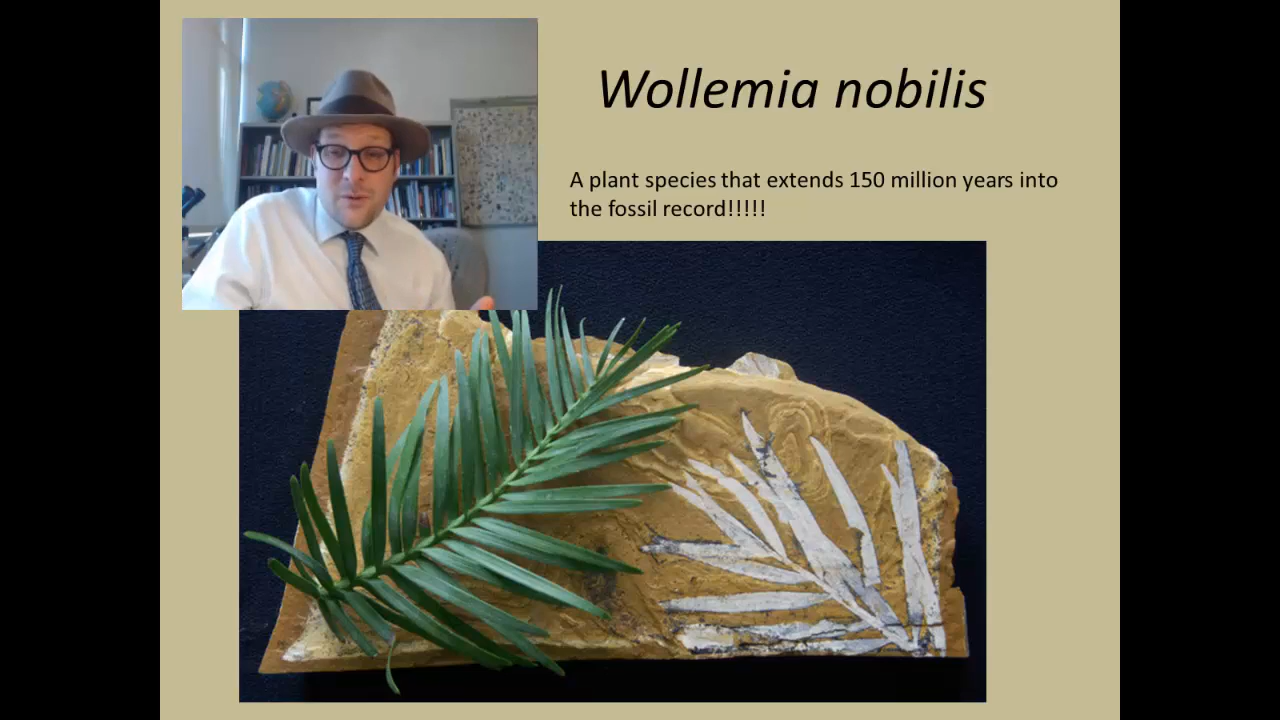 Wollemia nobilis
A plant species that extends 150 million years into
the fossil record!!!!!